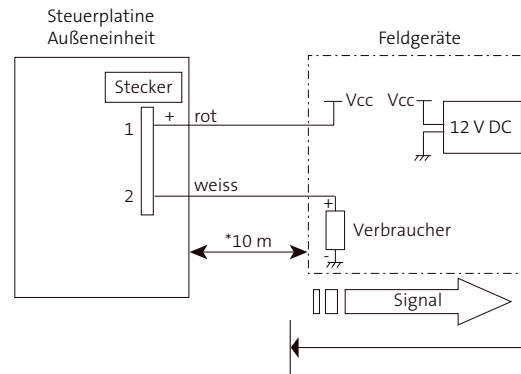 Steuerplatine
Außeneinheit
Feldgeräte
Stecker
1
+
rot
Vcc
Vcc
12 V DC
2
weiss
+
Verbraucher
-
*10 m
Signal